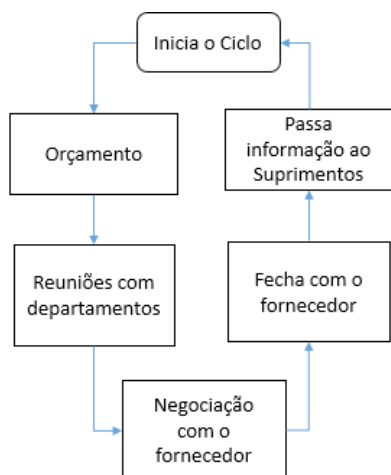 Inicia o Ciclo
Orçamento
Reuniões com
departamentos
Negociação
com o
fornecedor
Fecha com o
fornecedor
Passa
informação ao
Suprimentos